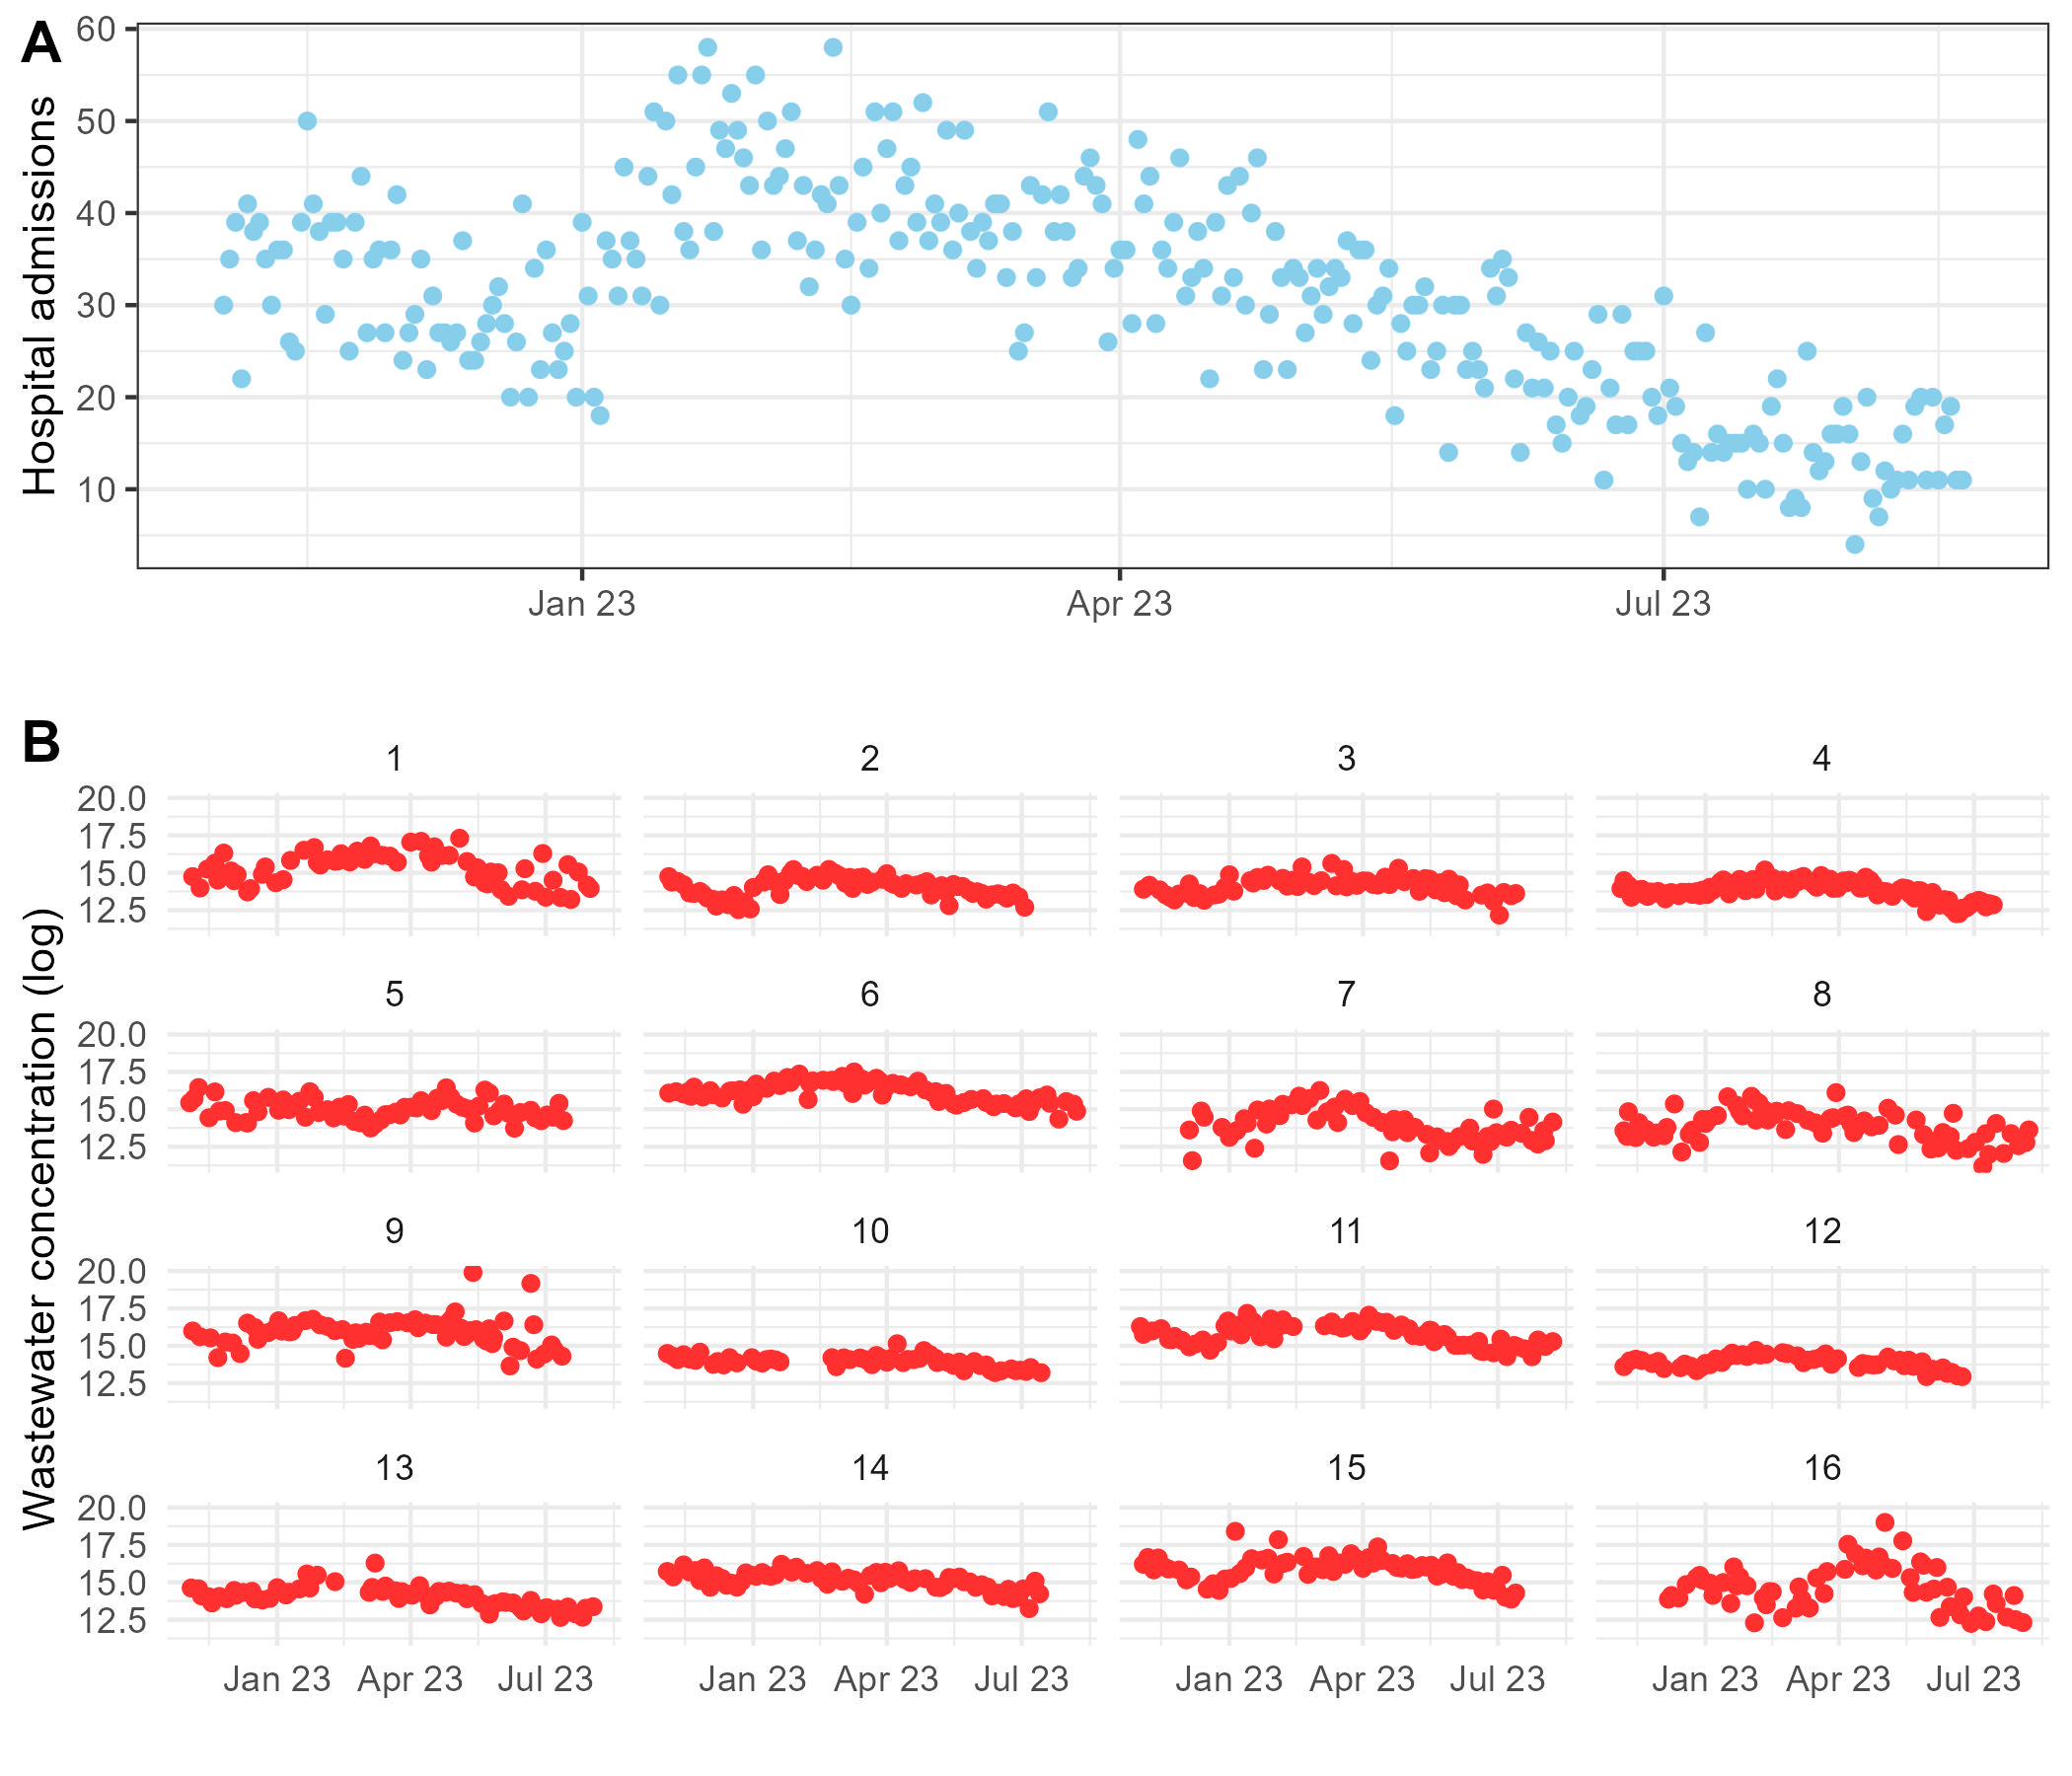 A
Hospital admissions
60
50
40
30
20
10
Jan 23 Apr 23 Jul 23
B
Wastewater concentration (log)
1 2 3 4
20.0
17.5
15.0
12.5
5 6 7 8
20.0
17.5
15.0
12.5
9 10 11 12
20.0
17.5
15.0
12.5
13 14 15 16
20.0
17.5
15.0
12.5
Jan 23 Apr 23 Jul 23 Jan 23 Apr 23 Jul 23 Jan 23 Apr 23 Jul 23 Jan 23 Apr 23 Jul 23